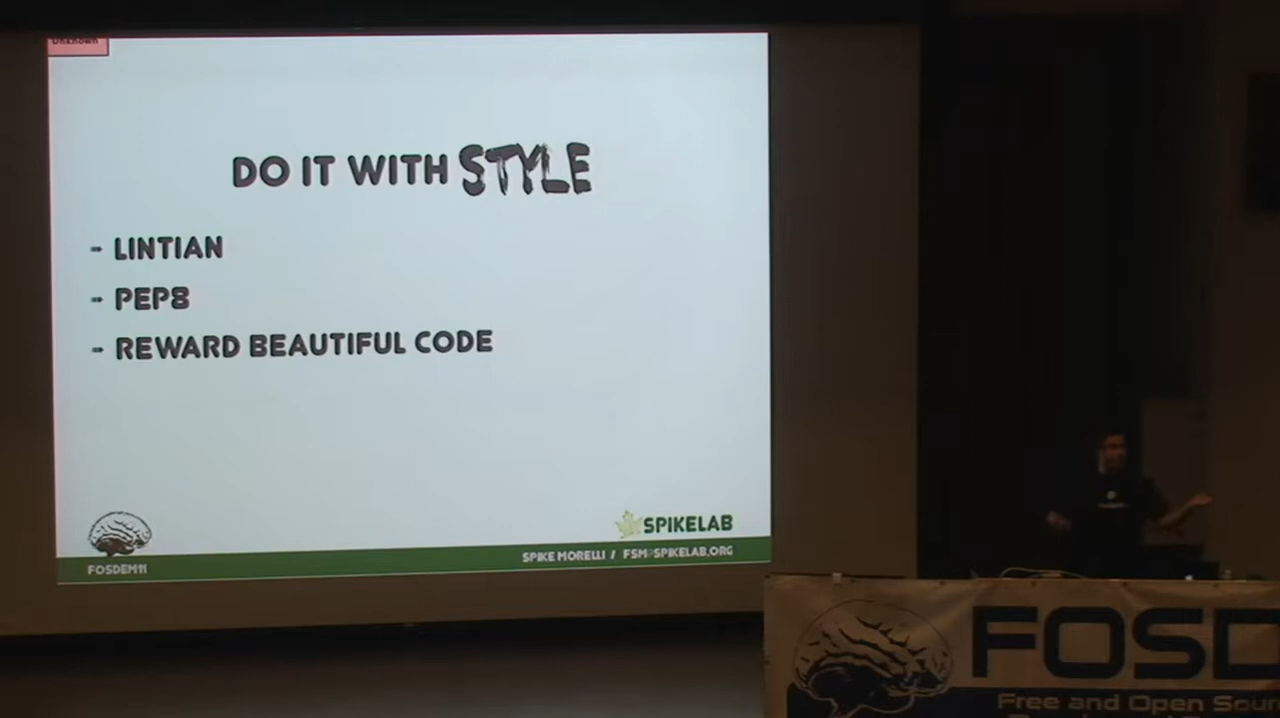 Unknown
DO IT WITH STYLE
- LINTIAN
- PEP8
- REWARD BEAUTIFUL CODE
SPIKELAB
FOSDEM11
SPIKE MORELLI / FSM@SPIKELAB.ORG
FOSD
Free and Open Sour